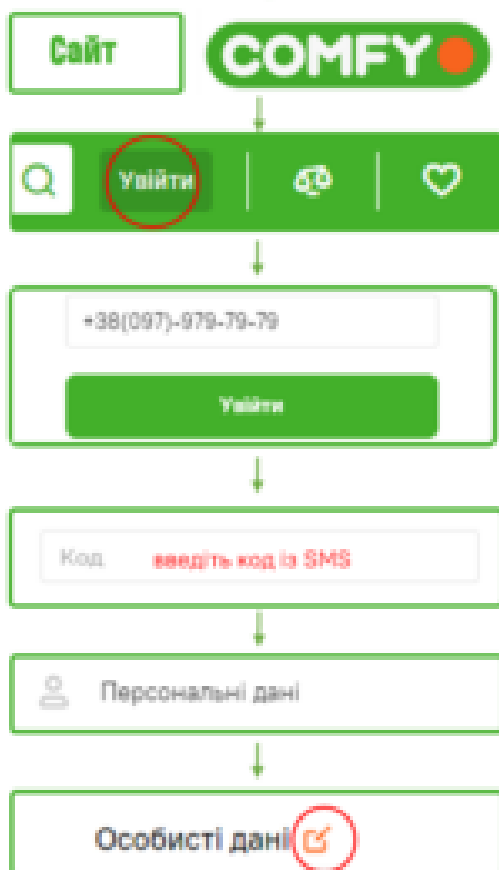 Сайт COMFY
Увійти
+38(097)-979-79-79
Увійти
Код введіть код із SMS
Персональні дані
Особисті дані